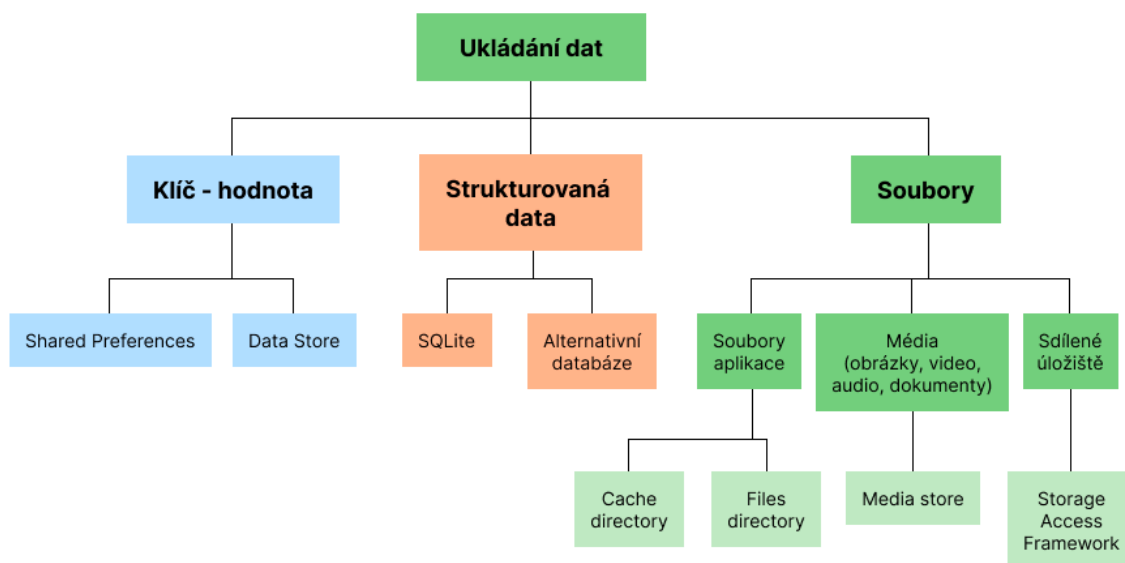 Ukládání dat
Klíč - hodnota
Strukturovaná
data
Soubory
Shared Preferences
Data Store
SQLite
Alternativní
databáze
Soubory
aplikace
Média
(obrázky, video,
audio, dokumenty)
Sdílené
úložiště
Cache
directory
Files
directory
Media store
Storage
Access
Framework